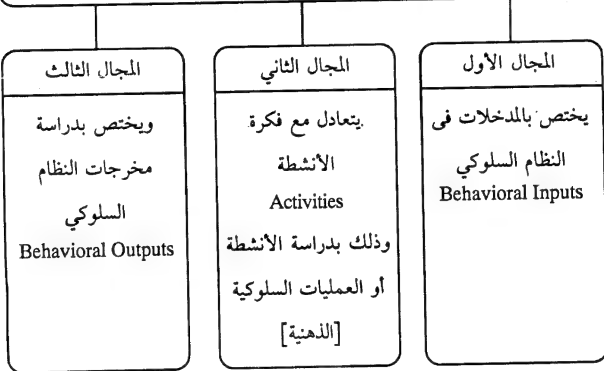 المجال الأول
يختص بالمدخلات فى
النظام السلوكي
Behavioral Inputs
المجال الثاني
يتعادل مع فكرة
الأنشطة
Activities
وذلك بدراسة الأنشطة
أو العمليات السلوكية
[الذهنية]
المجال الثالث
ويختص بدراسة
مخرجات النظام
السلوكي
Behavioral Outputs